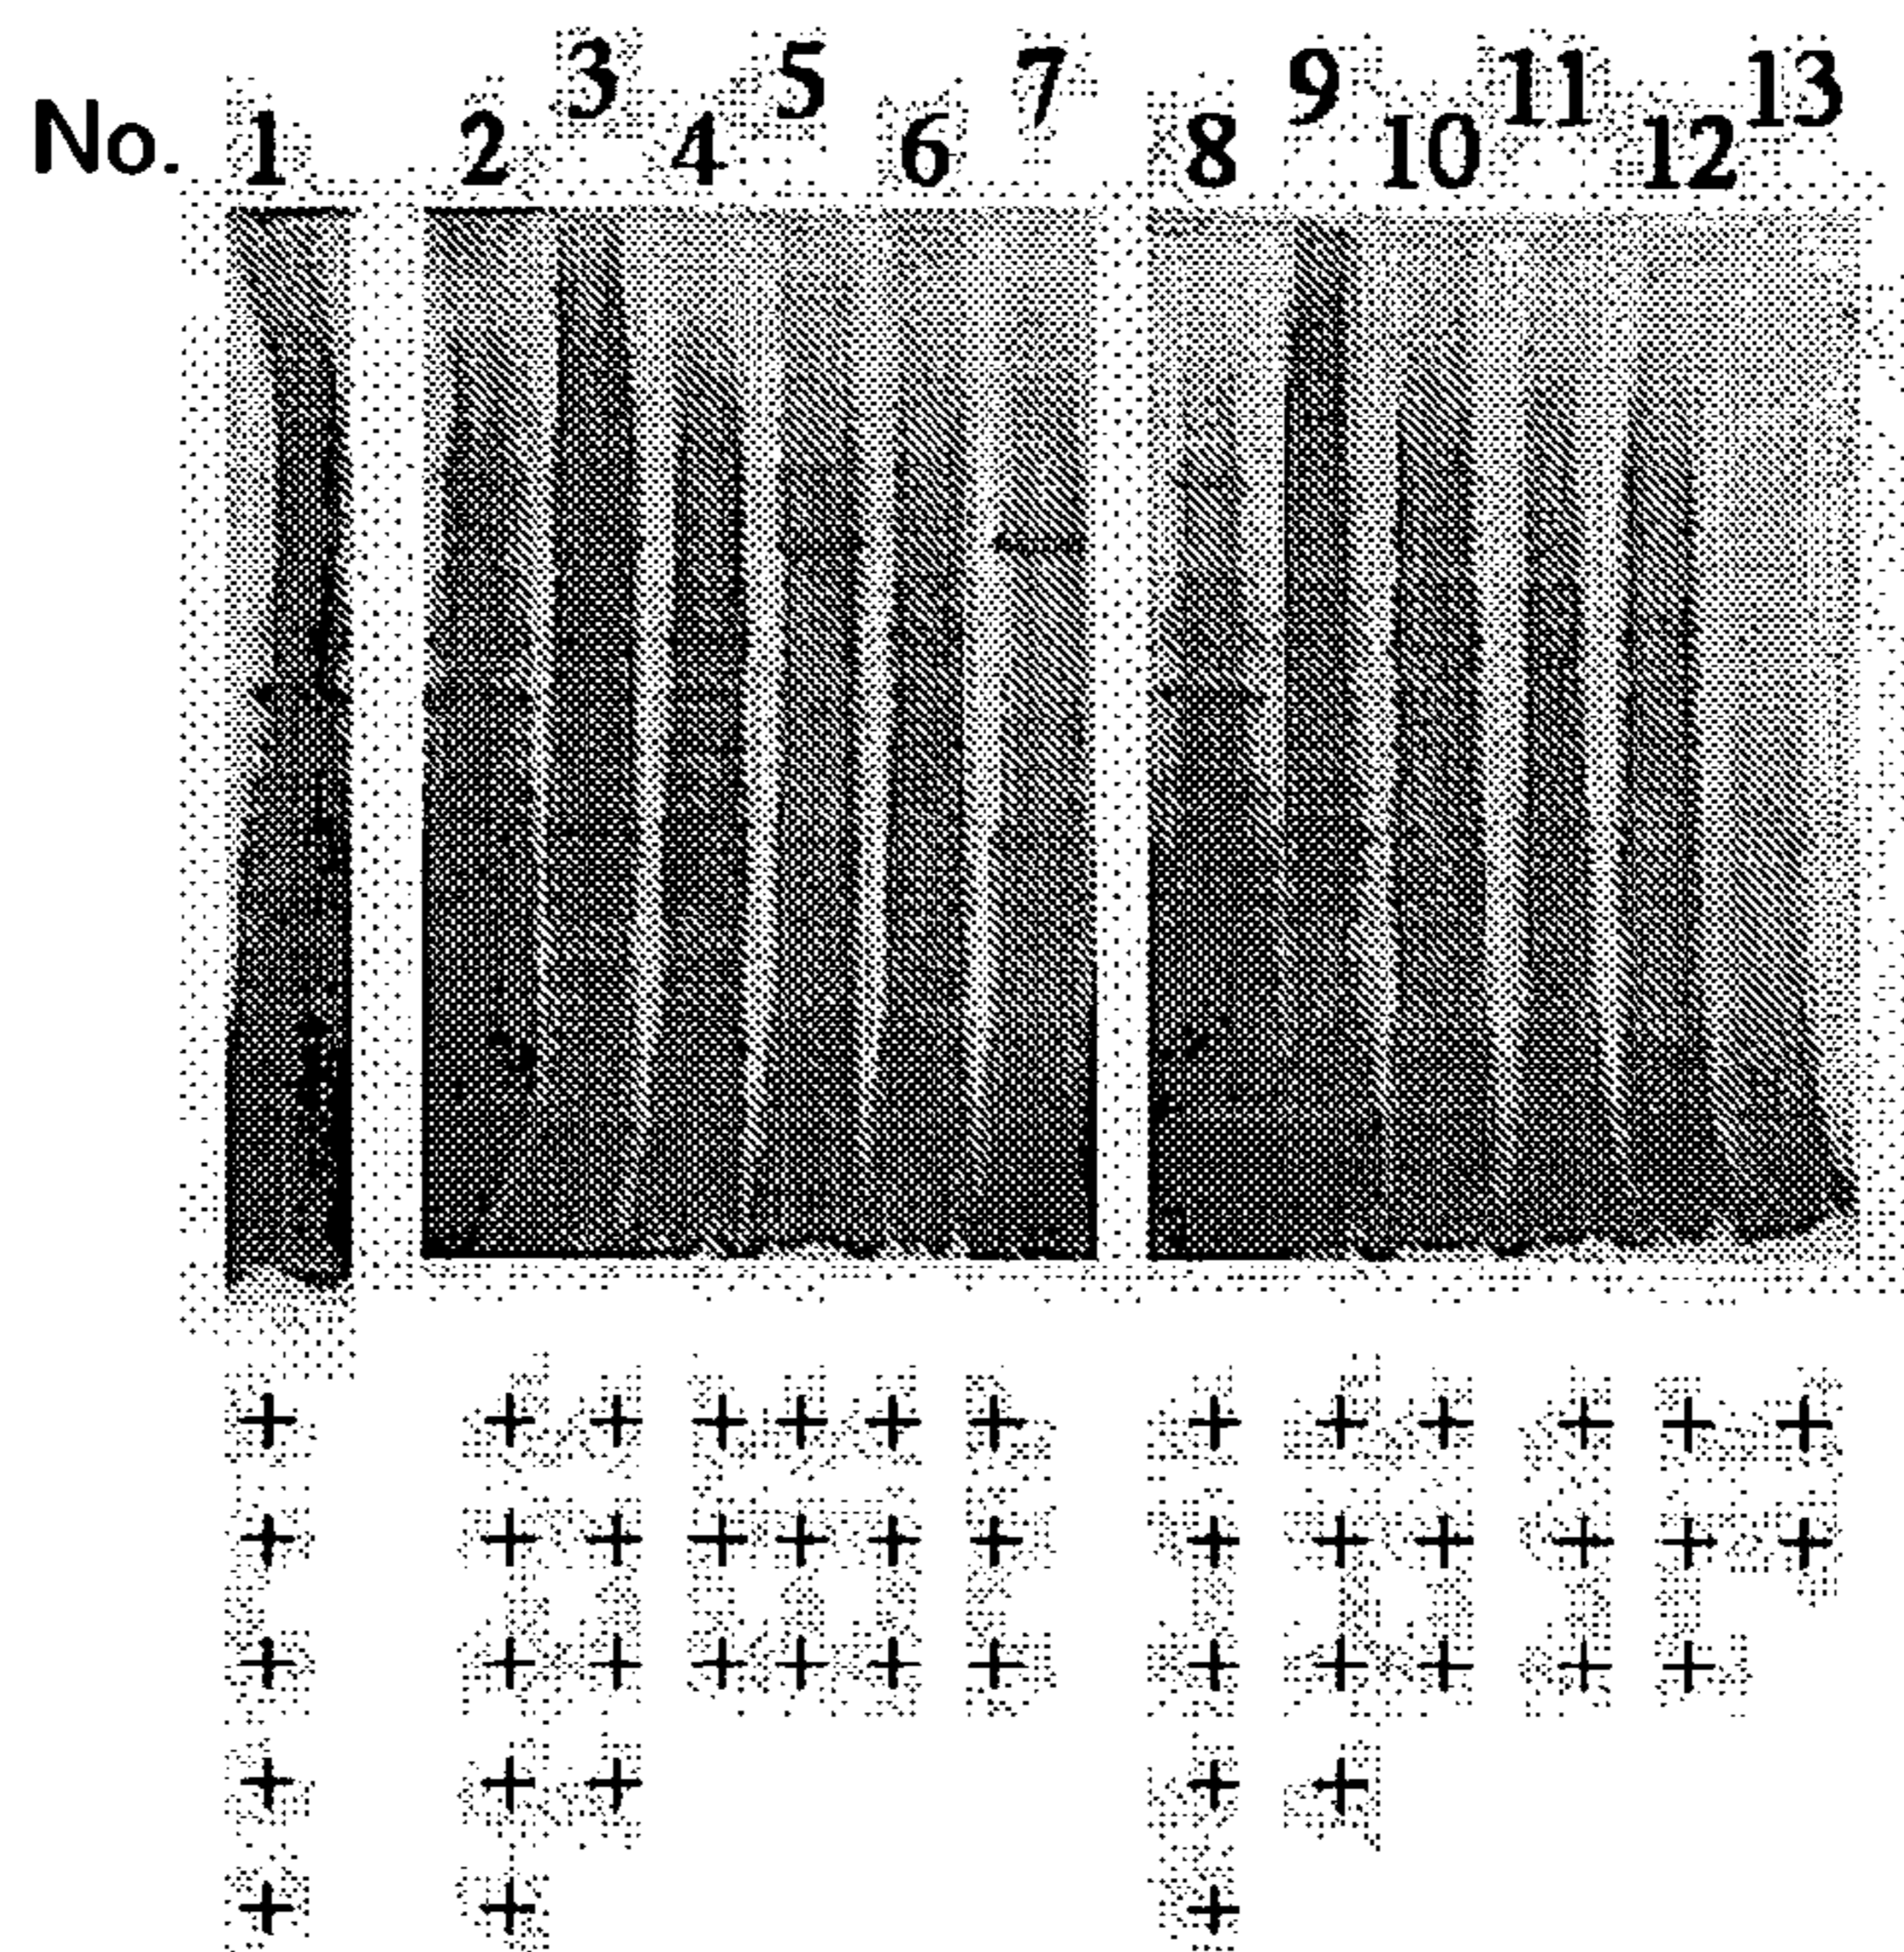 No. 1 2 3 4 5 6 7 8 9 10 11 12 13
+ + + + + + + + + + + + +
+ + + + + + + + + + + + +
+ + + + + + + + + + + +
+ + + + +
+ + +